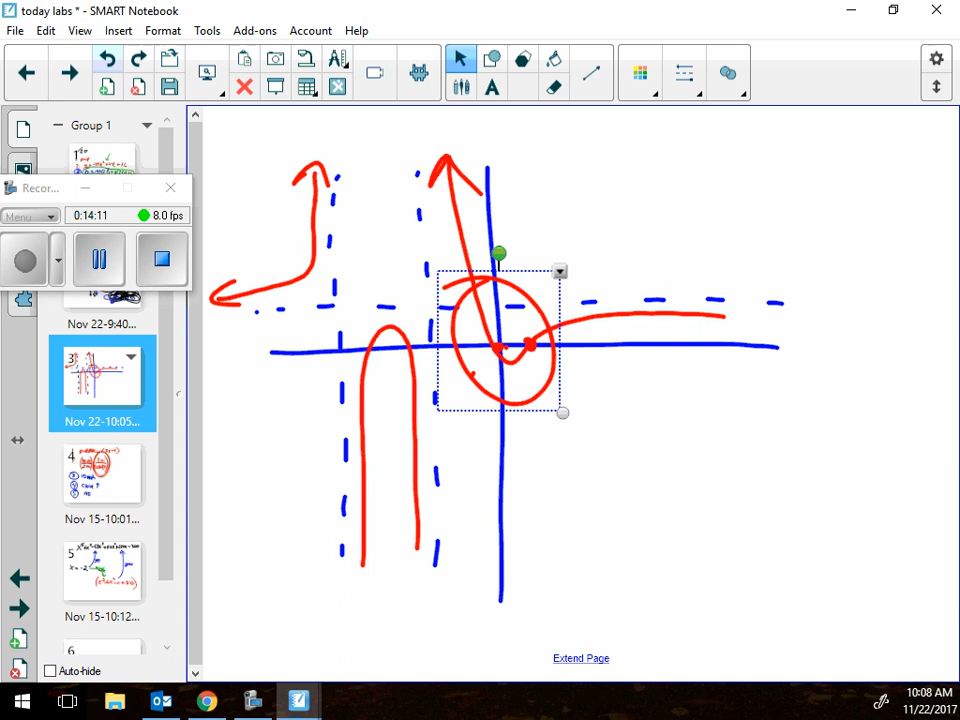 today labs * - SMART Notebook
File Edit View Insert Format Tools Add-ons Account Help
Group 1
1
Recor...
Menu
0:14:11
8.0 fps
Nov 22-9:40...
3
Nov 22-10:05...
4
Nov 15-10:01...
5
Nov 15-10:12...
6
Auto-hide
Extend Page
10:08 AM
11/22/2017